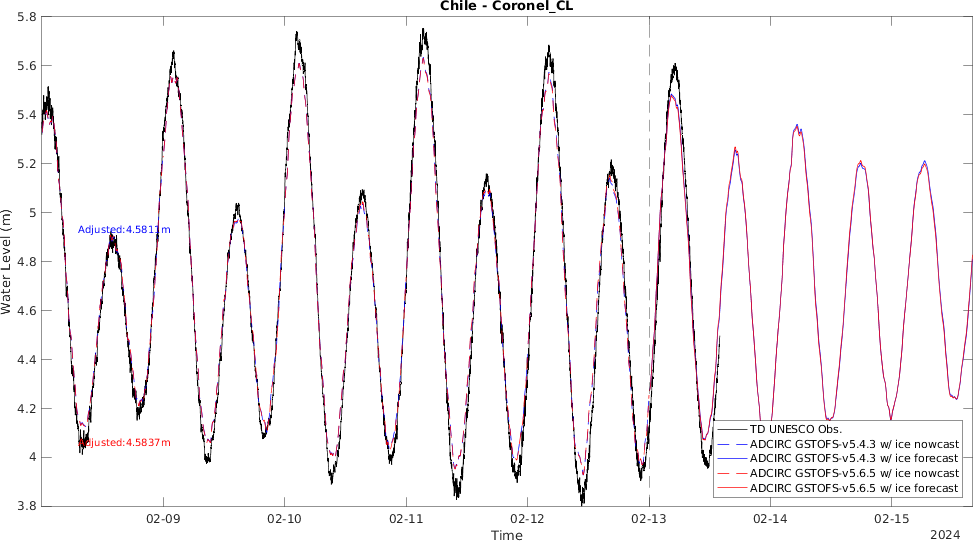 Chile - Coronel_CL
5.8
5.6
5.4
5.2
5
4.8
4.6
4.4
4.2
4
3.8
Water Level (m)
Adjusted:4.5811m
Adjusted:4.5837m
TD UNESCO Obs.
ADCIRC GSTOFS-v5.4.3 w/ ice nowcast
ADCIRC GSTOFS-v5.4.3 w/ ice forecast
ADCIRC GSTOFS-v5.6.5 w/ ice nowcast
ADCIRC GSTOFS-v5.6.5 w/ ice forecast
02-09
02-10
02-11
02-12
02-13
02-14
02-15
Time
2024